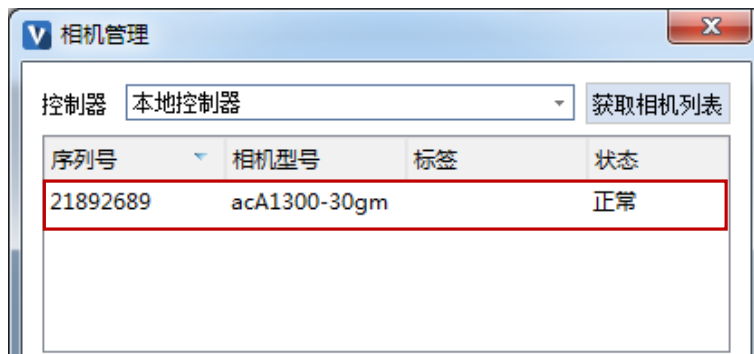 相机管理
控制器 本地控制器 获取相机列表
序列号 相机型号 标签 状态
21892689 acA1300-30gm 正常